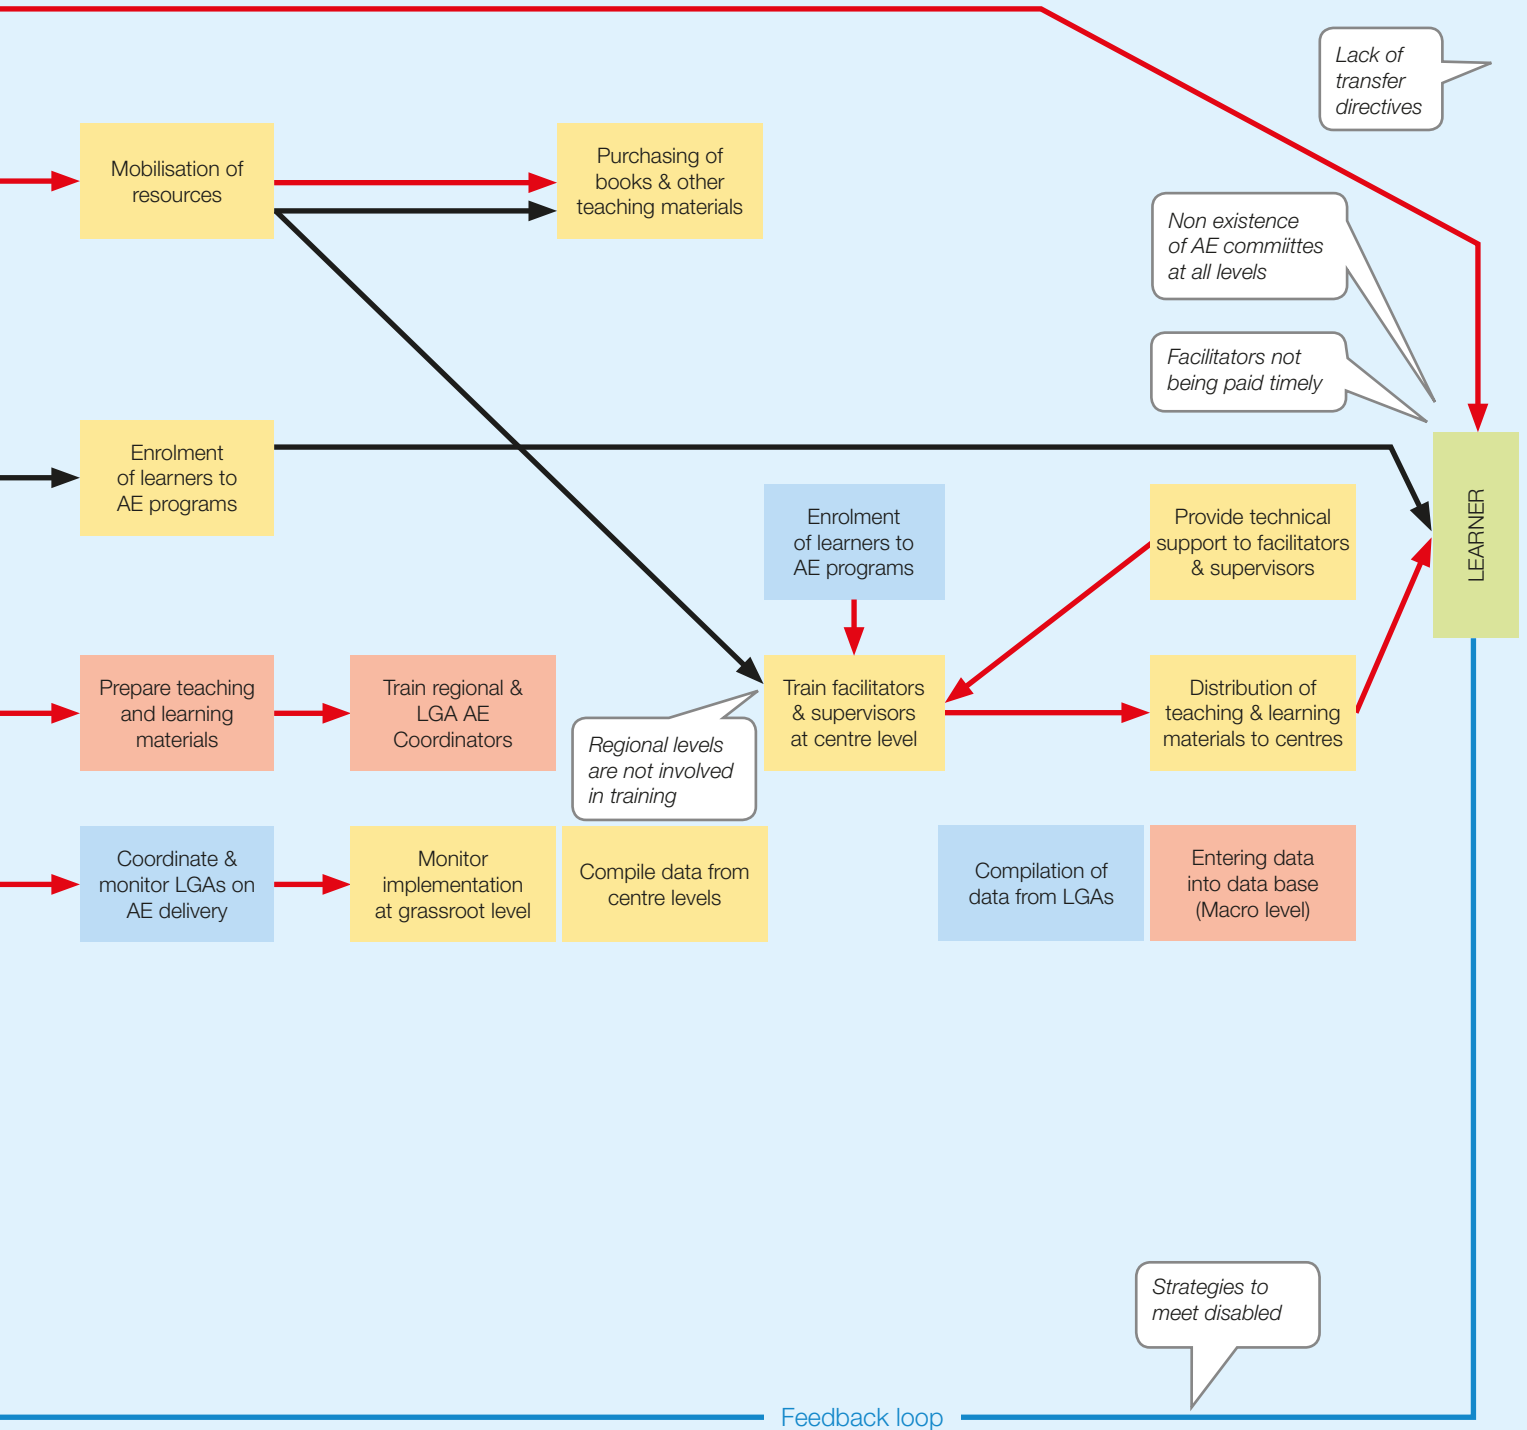 Lack of
transfer
directives
Mobilisation of
resources
Purchasing of
books & other
teaching materials
Non existence
of AE commiittes
at all levels
Facilitators not
being paid timely
Enrolment
of learners to
AE programs
Enrolment
of learners to
AE programs
Provide technical
support to facilitators
& supervisors
LEARNER
Prepare teaching
and learning
materials
Train regional &
LGA AE
Coordinators
Regional levels
are not involved
in training
Train facilitators
& supervisors
at centre level
Distribution of
teaching & learning
materials to centres
Coordinate &
monitor LGAs on
AE delivery
Monitor
implementation
at grassroot level
Compile data from
centre levels
Compilation of
data from LGAs
Entering data
into data base
(Macro level)
Strategies to
meet disabled
Feedback loop